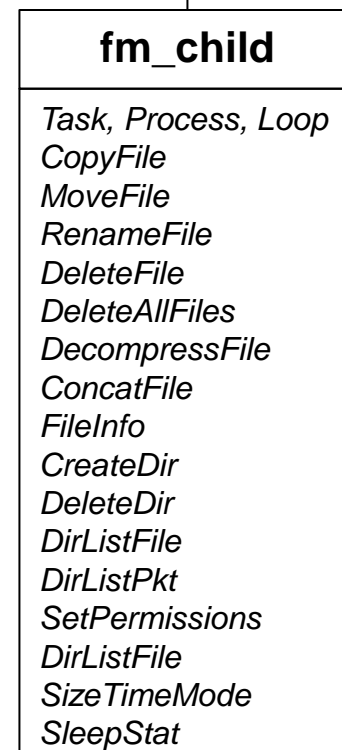 fm_child
Task, Process, Loop
CopyFile
MoveFile
RenameFile
DeleteFile
DeleteAllFiles
DecompressFile
ConcatFile
FileInfo
CreateDir
DeleteDir
DirListFile
DirListPkt
SetPermissions
DirListFile
SizeTimeMode
SleepStat